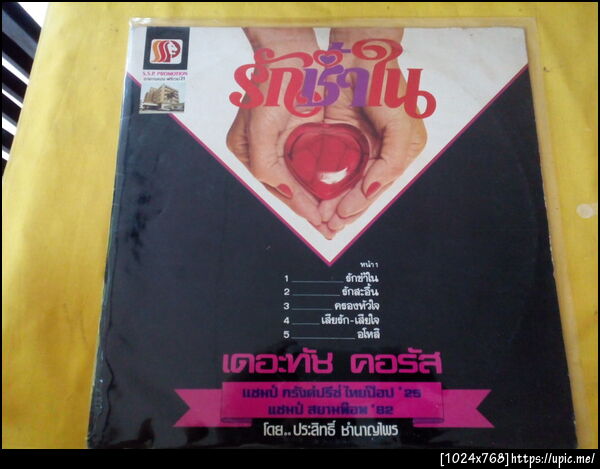 S.S.P. PROMOTION
รักเร่าใน
หน้า 1
1 รักช้ำใน
2 รักสะอื้น
3 ครองหัวใจ
4 เสียรัก-เสียใจ
5 อโหสิ
เดอะทัช คอรัส
แชมป์ ครังด์ปรีซ์ ไทยป๊อป '25
แชมป์ สยามพ็อพ '82
โดย.. ประสิทธิ์ ชำนาญไพร
[1024x768]https://upic.me/